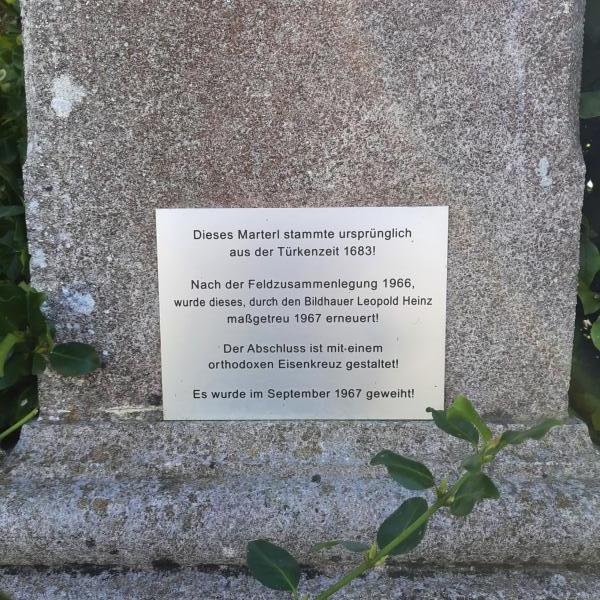 Dieses Marterl stammte ursprünglich
aus der Türkenzeit 1683!
Nach der Feldzusammenlegung 1966,
wurde dieses, durch den Bildhauer Leopold Heinz
maßgetreu 1967 erneuert!
Der Abschluss ist mit einem
orthodoxen Eisenkreuz gestaltet!
Es wurde im September 1967 geweiht!